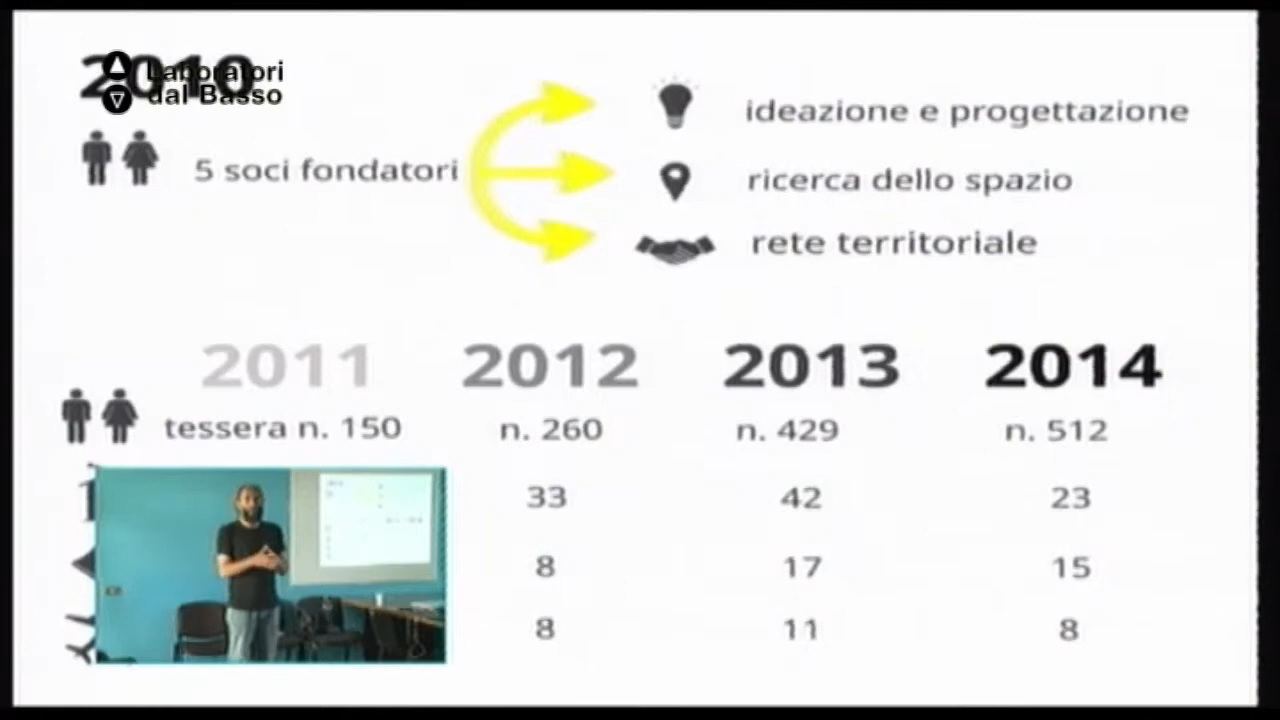 2010
Laboratori
dal Basso
5 soci fondatori
ideazione e progettazione
ricerca dello spazio
rete territoriale
2011 2012 2013 2014
tessera n. 150 n. 260 n. 429 n. 512
33 42 23
8 17 15
8 11 8